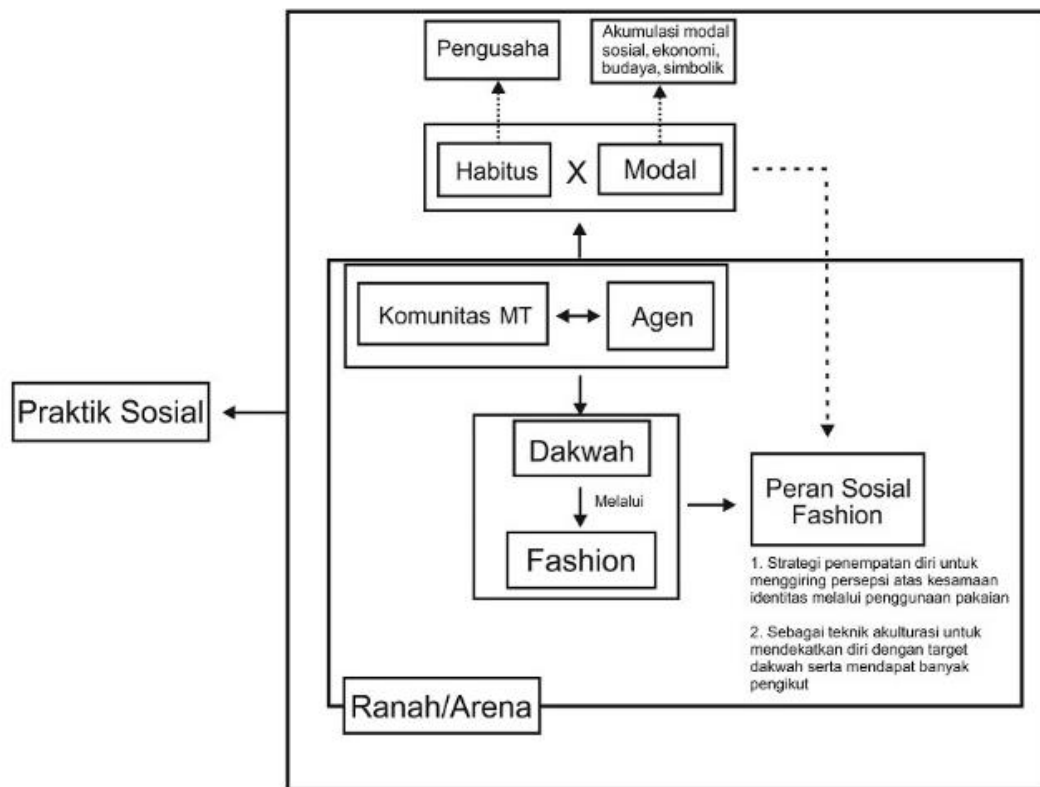 Pengusaha
Akumulasi modal
sosial, ekonomi,
budaya, simbolik
Habitus
X
Modal
Komunitas MT
Agen
Praktik Sosial
Dakwah
Melalui
Fashion
Peran Sosial
Fashion
1. Strategi penempatan diri untuk
menggiring persepsi atas kesamaan
identitas melalui penggunaan pakaian
2. Sebagai teknik akulturasi untuk
mendekatkan diri dengan target
dakwah serta mendapat banyak
pengikut
Ranah/Arena